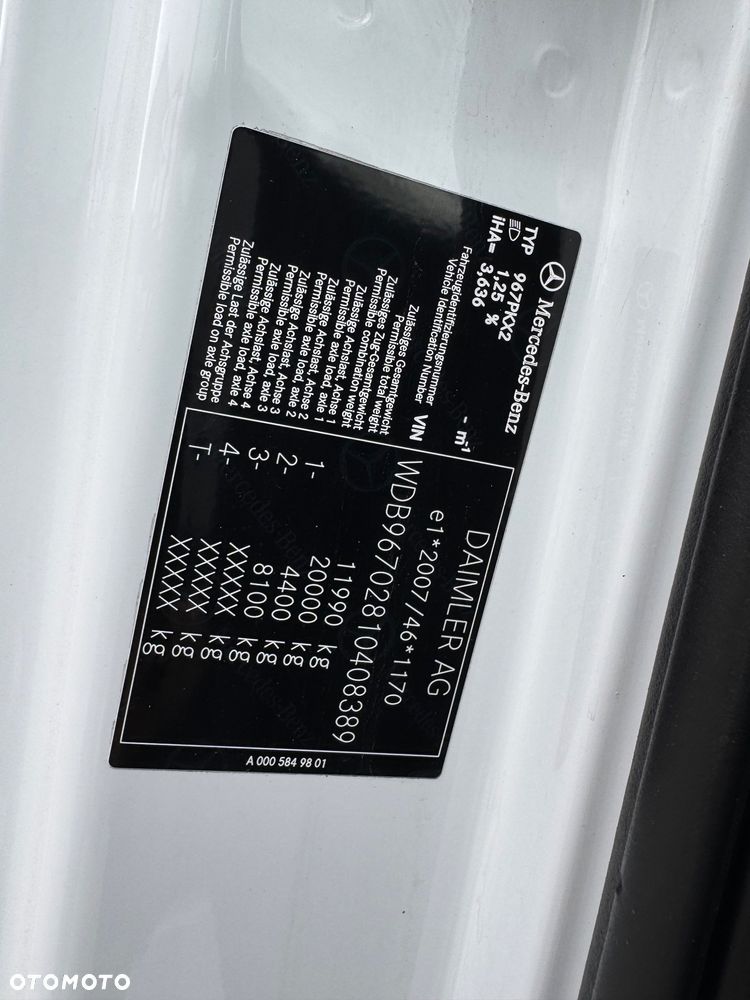 Mercedes-Benz
TYP 967PKX2
1,25 %
iHA= 3,636 - m-1
Fahrzeugidentifizierungsnummer
Vehicle Identification Number VIN
Zulässiges Gesamtgewicht
Permissible total weight
Zulässiges Zug-Gesamtgewicht
Permissible combination weight
Zulässige Achslast, Achse 1
Permissible axle load, axle 1
Zulässige Achslast, Achse 2
Permissible axle load, axle 2
Zulässige Achslast, Achse 3
Permissible axle load, axle 3
Zulässige Last der Achsgruppe
Permissible load on axle group
Zulässige Achslast, Achse 4
Permissible axle load, axle 4
DAIMLER AG
e1*2007/46*1170
WDB96702810408389
11990 kg
20000 kg
1- 4400 kg
2- 8100 kg
3- XXXXX kg
4- XXXXX kg
T- XXXXX kg
A 000 584 98 01
OTOMOTO